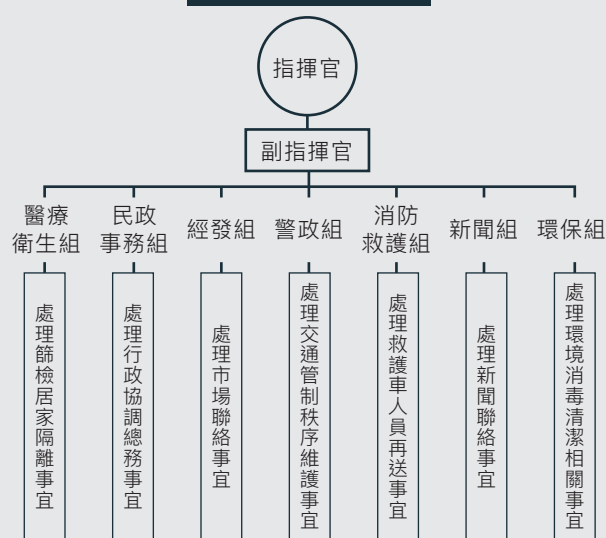 指揮官
副指揮官
醫療
衛生組
民政
事務組
經發組
警政組
消防
救護組
新聞組
環保組
處理篩檢居家隔離事宜
處理行政協調總務事宜
處理市場聯絡事宜
處理交通管制秩序維護事宜
處理救護車人員再送事宜
處理新聞聯絡事宜
處理環境消毒清潔相關事宜